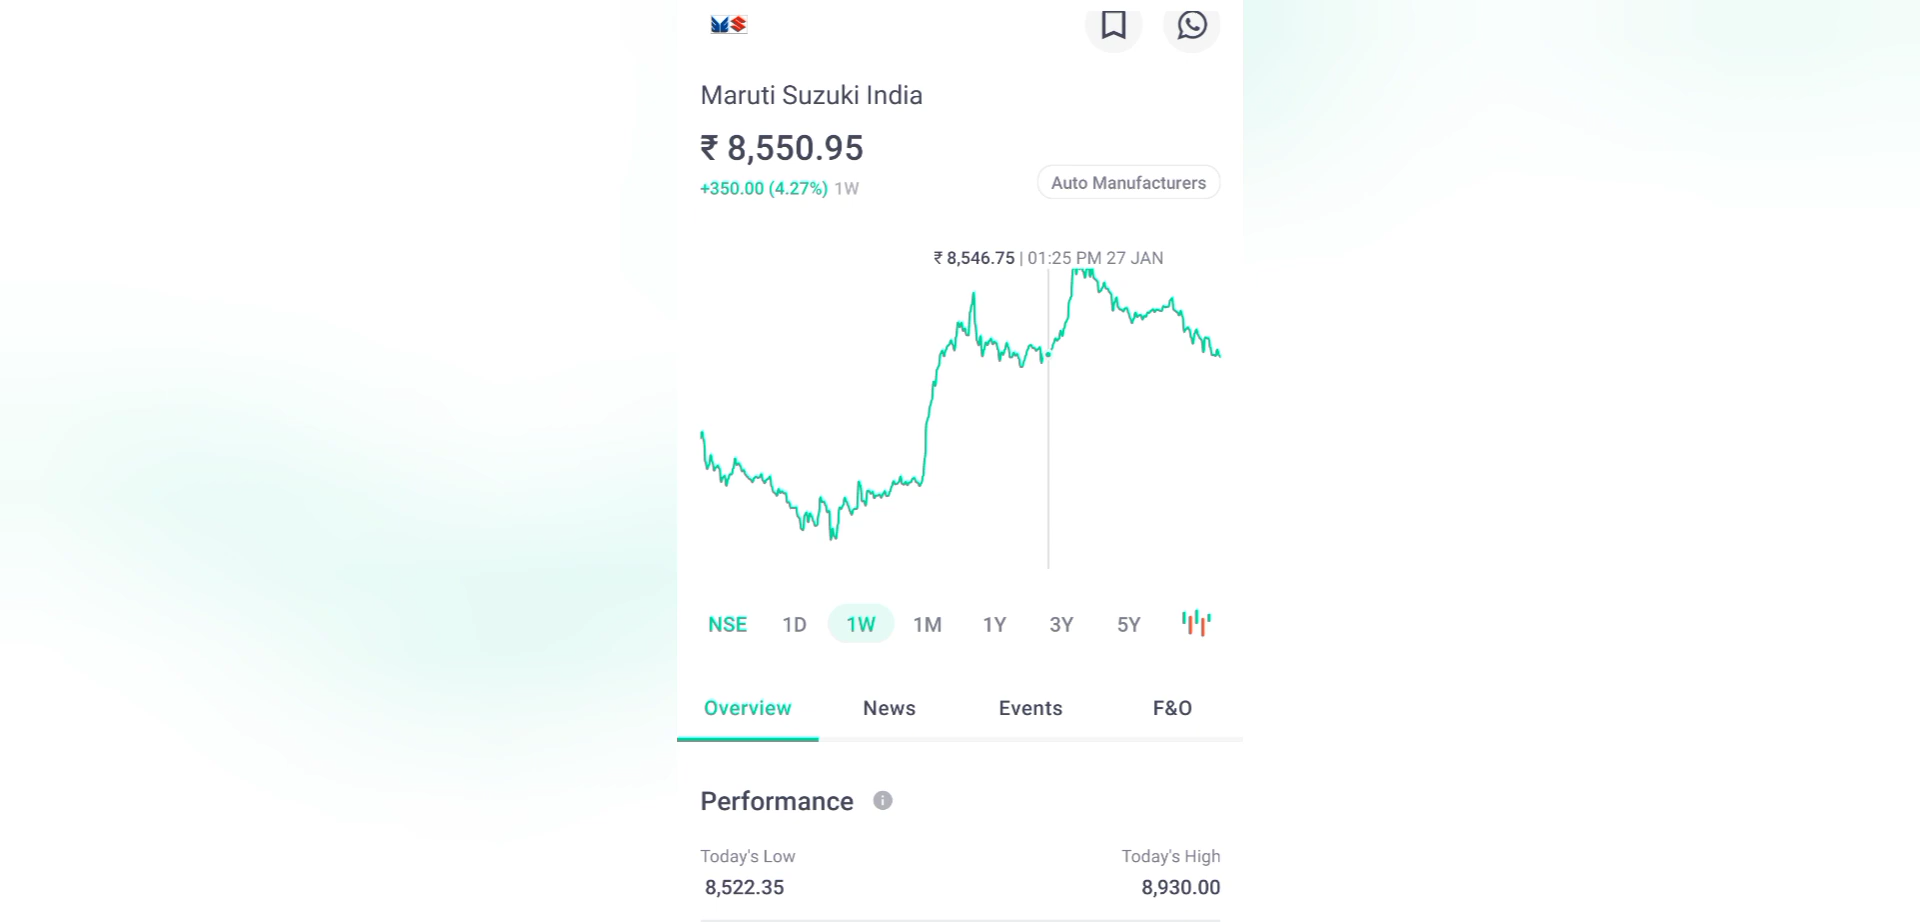 Maruti Suzuki India
₹ 8,550.95
+350.00 (4.27%) 1W
Auto Manufacturers
₹ 8,546.75 | 01:25 PM 27 JAN
NSE 1D 1W 1M 1Y 3Y 5Y
Overview News Events F&O
Performance
Today's Low Today's High
8,522.35 8,930.00